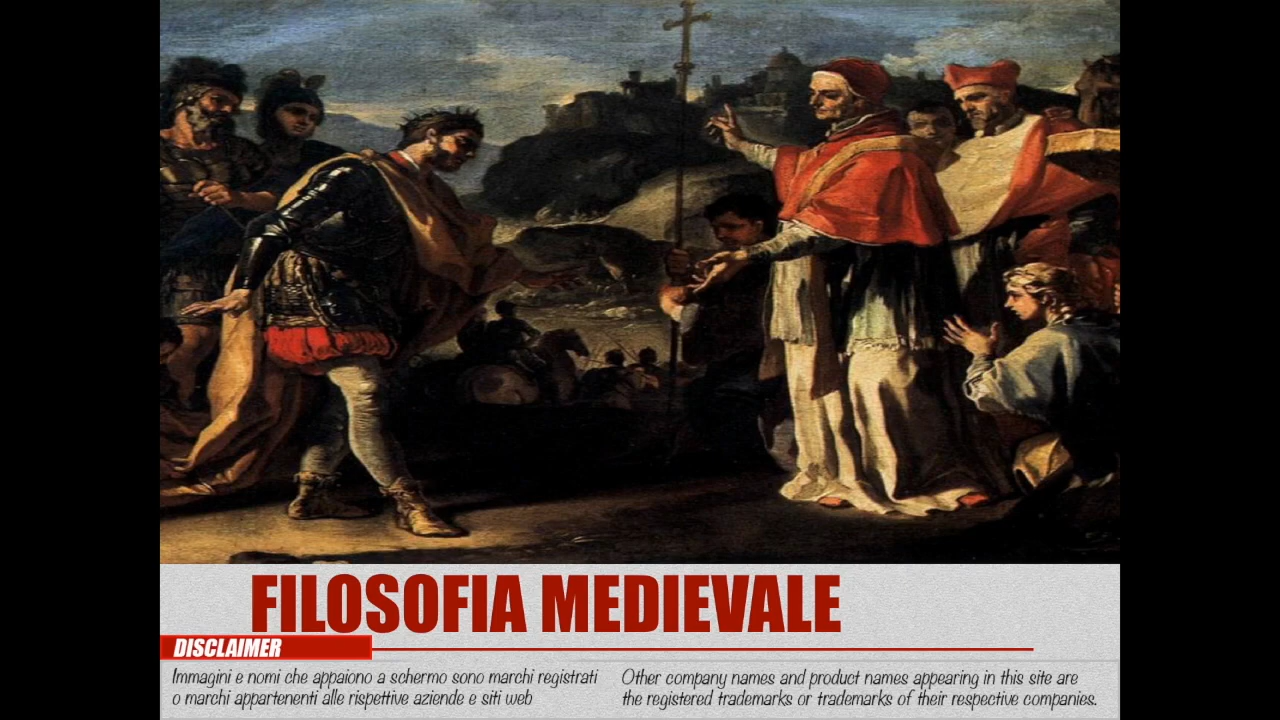 FILOSOFIA MEDIEVALE
DISCLAIMER
Immagini e nomi che appaiono a schermo sono marchi registrati
o marchi appartenenti alle rispettive aziende e siti web
Other company names and product names appearing in this site are
the registered trademarks or trademarks of their respective companies.